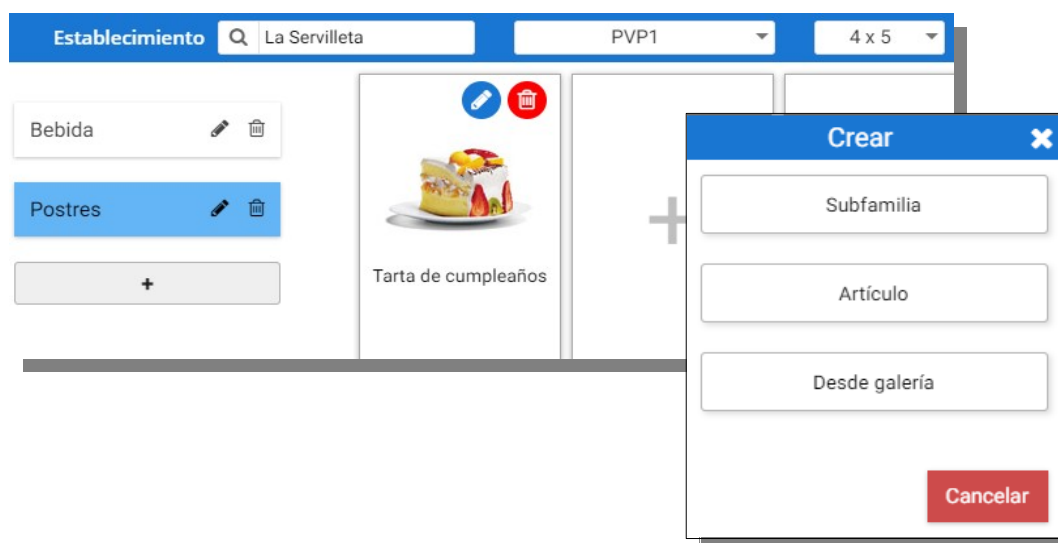 Establecimiento La Servilleta PVP1 4 x 5
Bebida
Postres
+
Tarta de cumpleaños
+
Crear
Subfamilia
Artículo
Desde galería
Cancelar